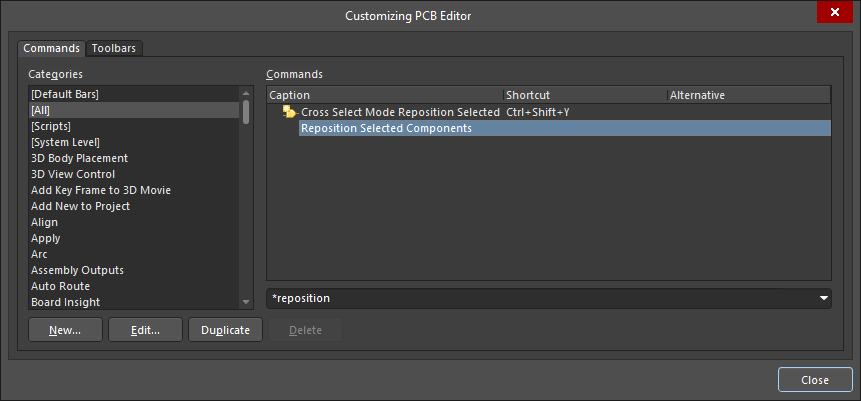 Customizing PCB Editor
Commands Toolbars
Categories
[Default Bars]
[All]
[Scripts]
[System Level]
3D Body Placement
3D View Control
Add Key Frame to 3D Movie
Add New to Project
Align
Apply
Arc
Assembly Outputs
Auto Route
Board Insight
Commands
Caption Shortcut Alternative
Cross Select Mode Reposition Selected Ctrl+Shift+Y
Reposition Selected Components
*reposition
New... Edit... Duplicate Delete
Close